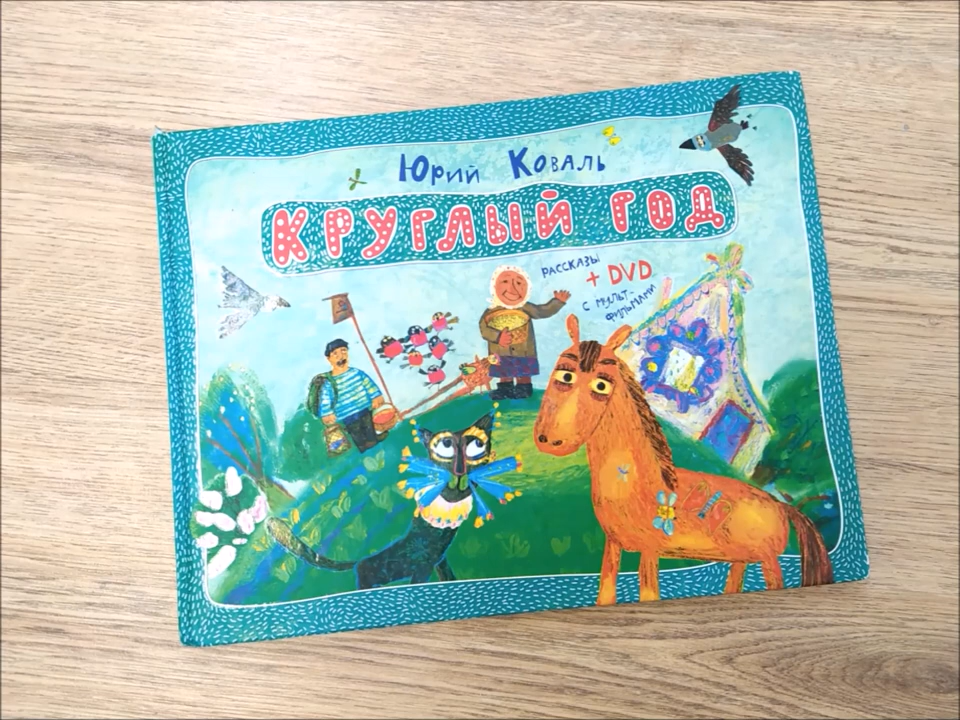 Юрий Коваль
КРУГЛЫЙ ГОД
РАССКАЗЫ
+ DVD
С МУЛЬТ-
ФИЛЬМАМИ